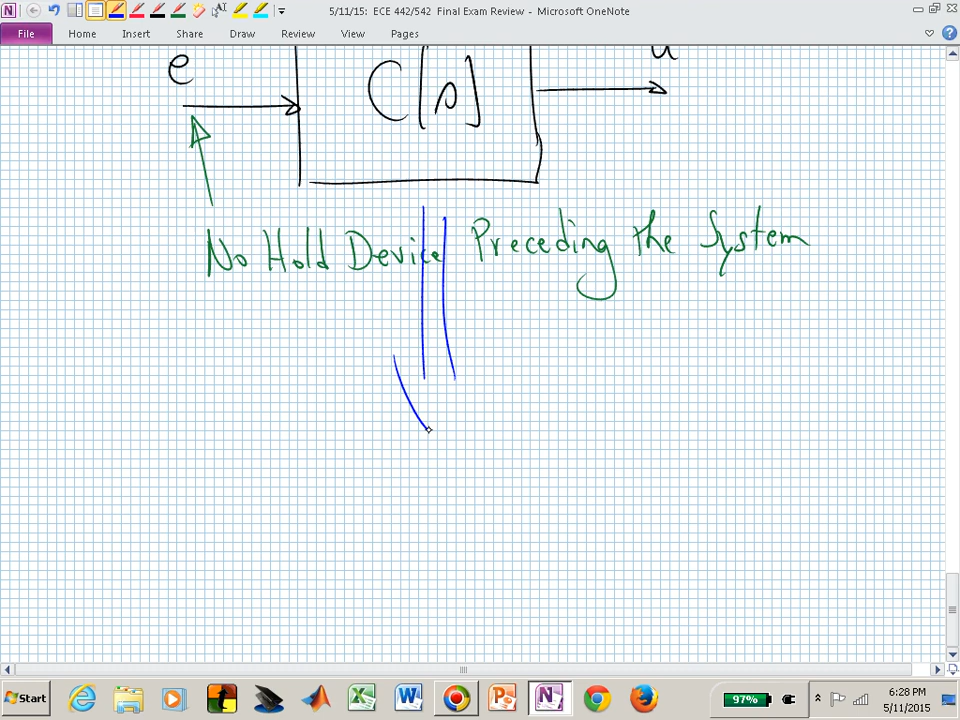 5/11/15: ECE 442/542 Final Exam Review - Microsoft OneNote
File Home Insert Share Draw Review View Pages
e u
C(s)
No Hold Device Preceding the System
Start 97% 6:28 PM
5/11/2015